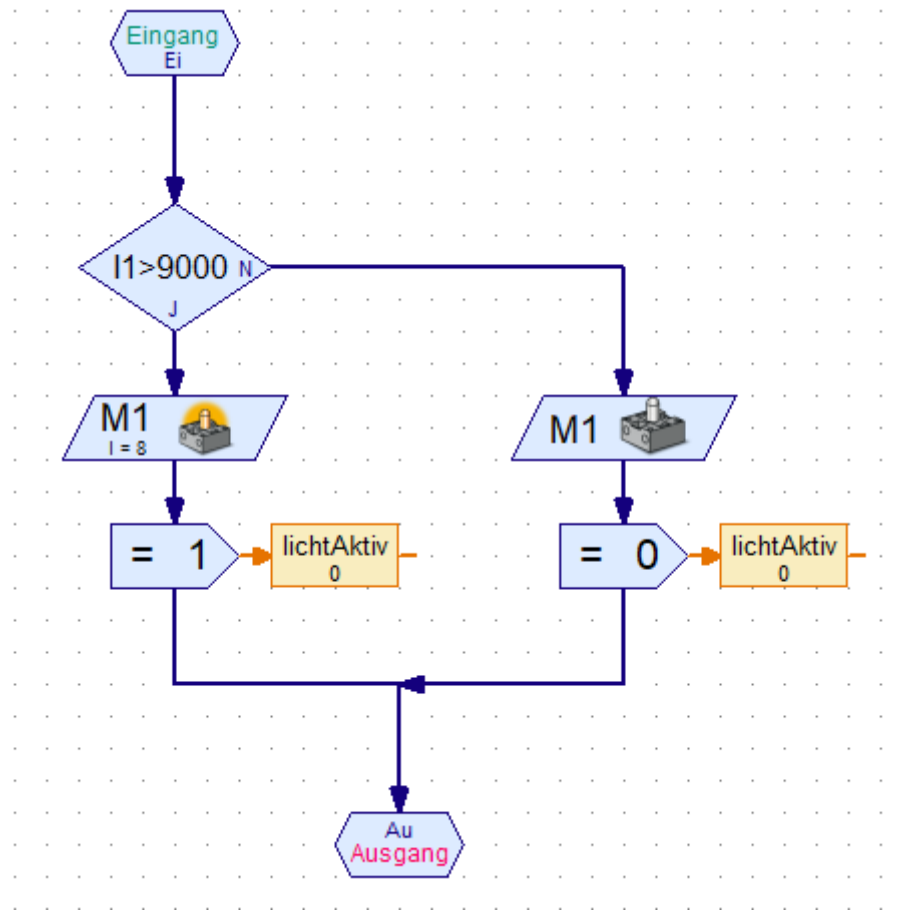 Eingang
Ei
I1>9000 N
J
M1
I = 8
M1
= 1
lichtAktiv
0
= 0
lichtAktiv
0
Au
Ausgang